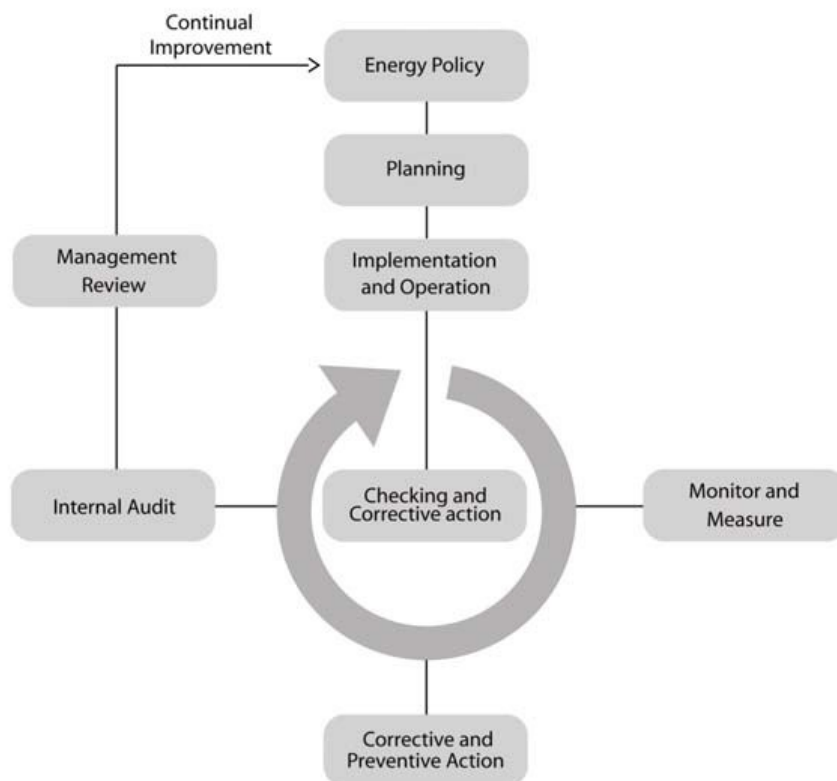 Continual
Improvement
Energy Policy
Planning
Management
Review
Implementation
and Operation
Internal Audit
Checking and
Corrective action
Monitor and
Measure
Corrective and
Preventive Action